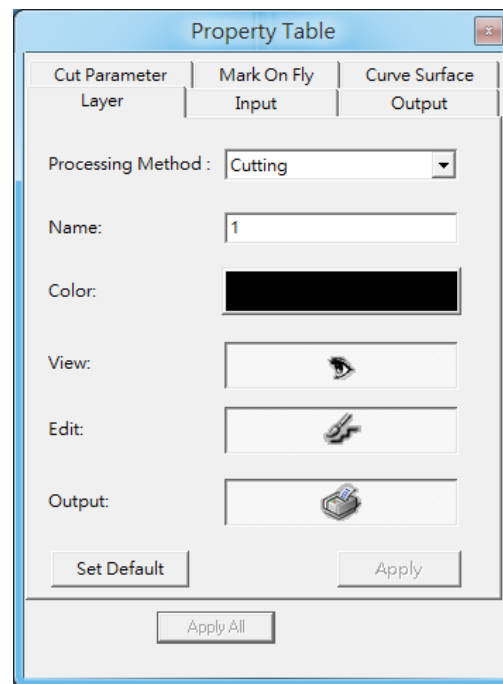 Property Table
Cut Parameter Mark On Fly Curve Surface
Layer Input Output
Processing Method : Cutting
Name: 1
Color:
View:
Edit:
Output:
Set Default Apply
Apply All